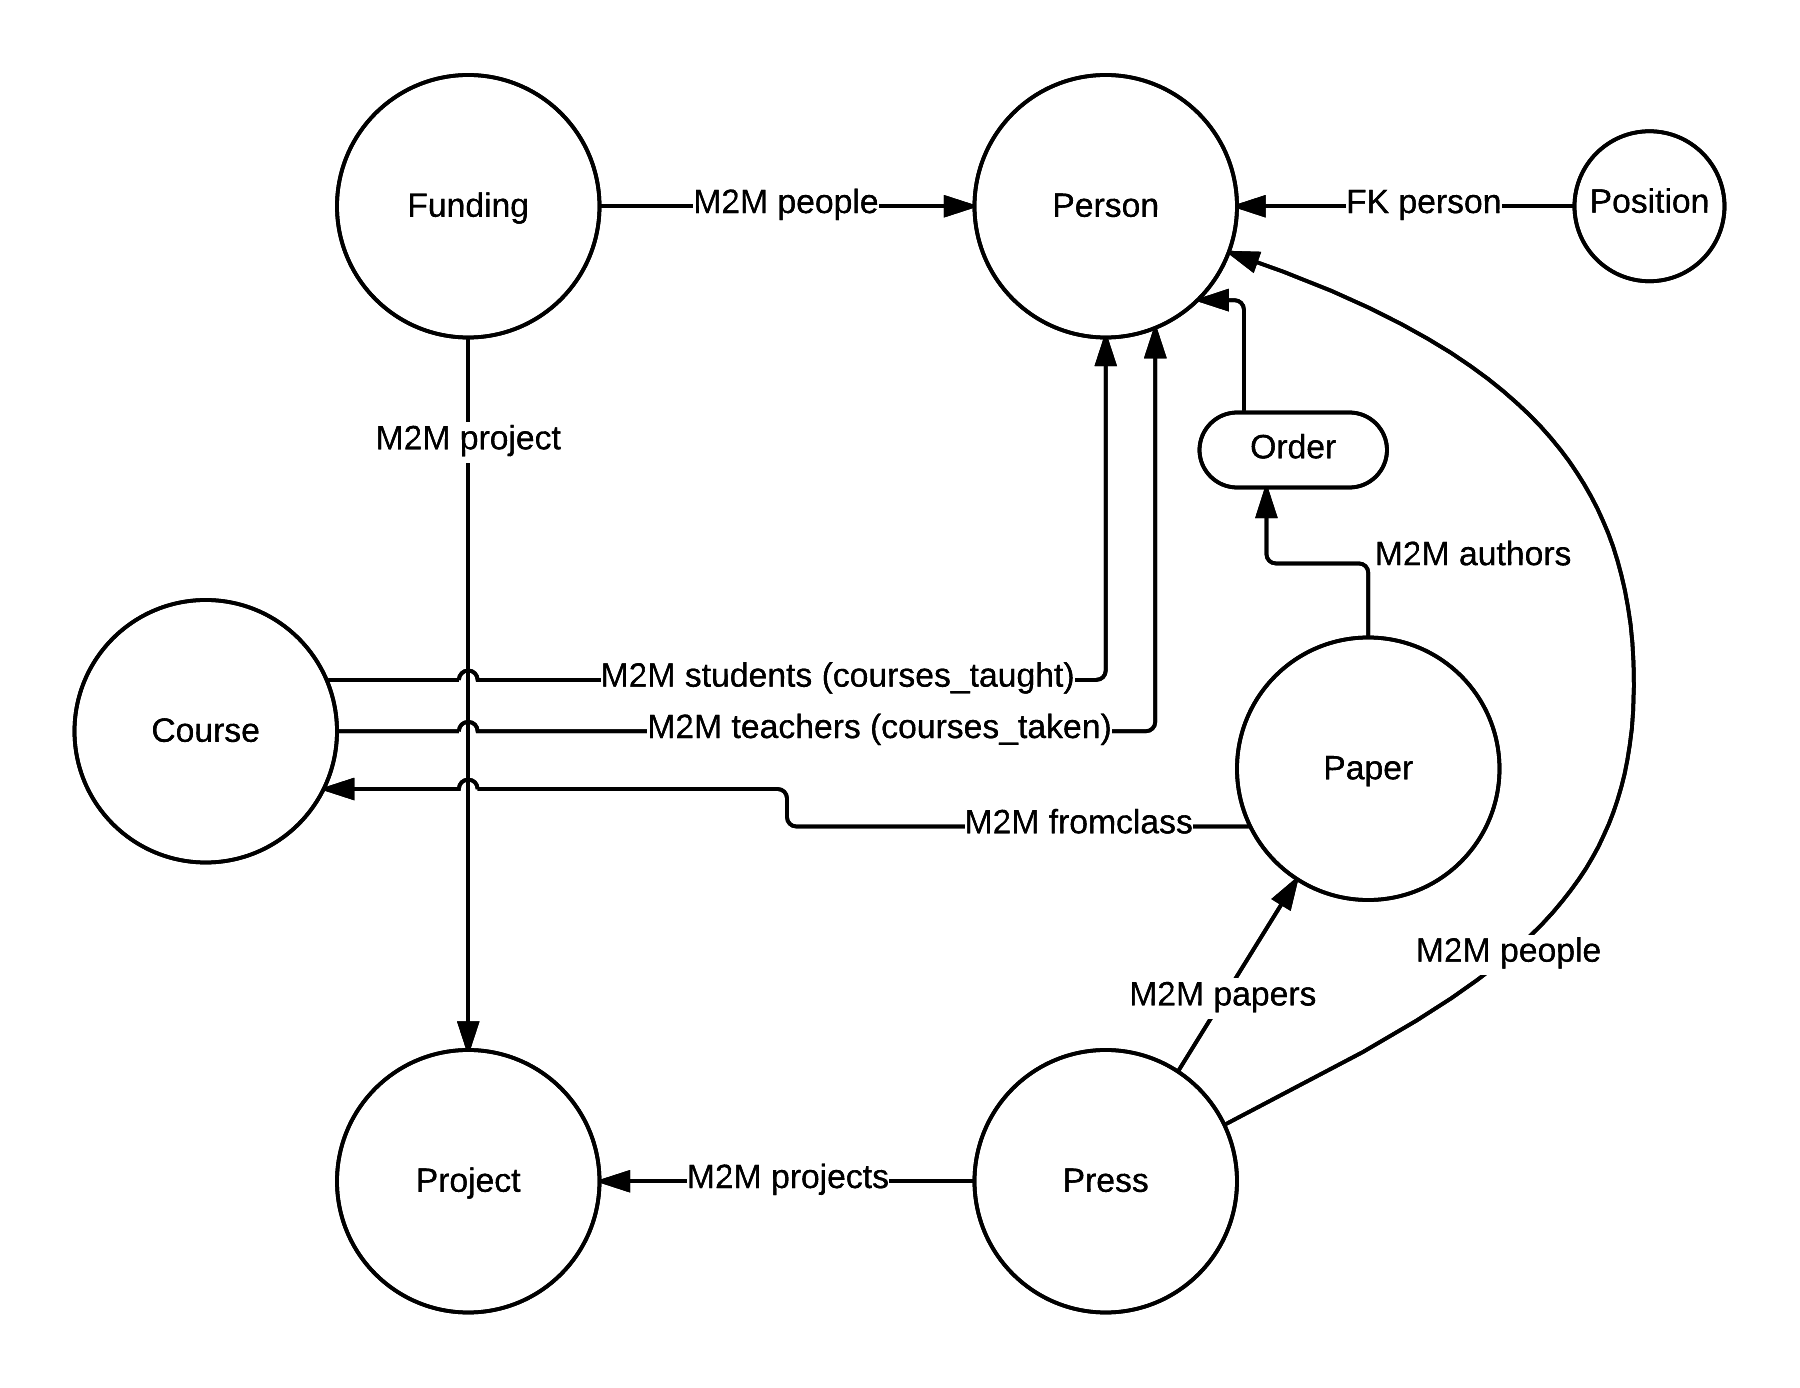 Funding
M2M people
Person
FK person
Position
M2M project
Order
M2M authors
M2M students (courses_taught)
Course
M2M teachers (courses_taken)
Paper
M2M fromclass
M2M people
M2M papers
Project
M2M projects
Press